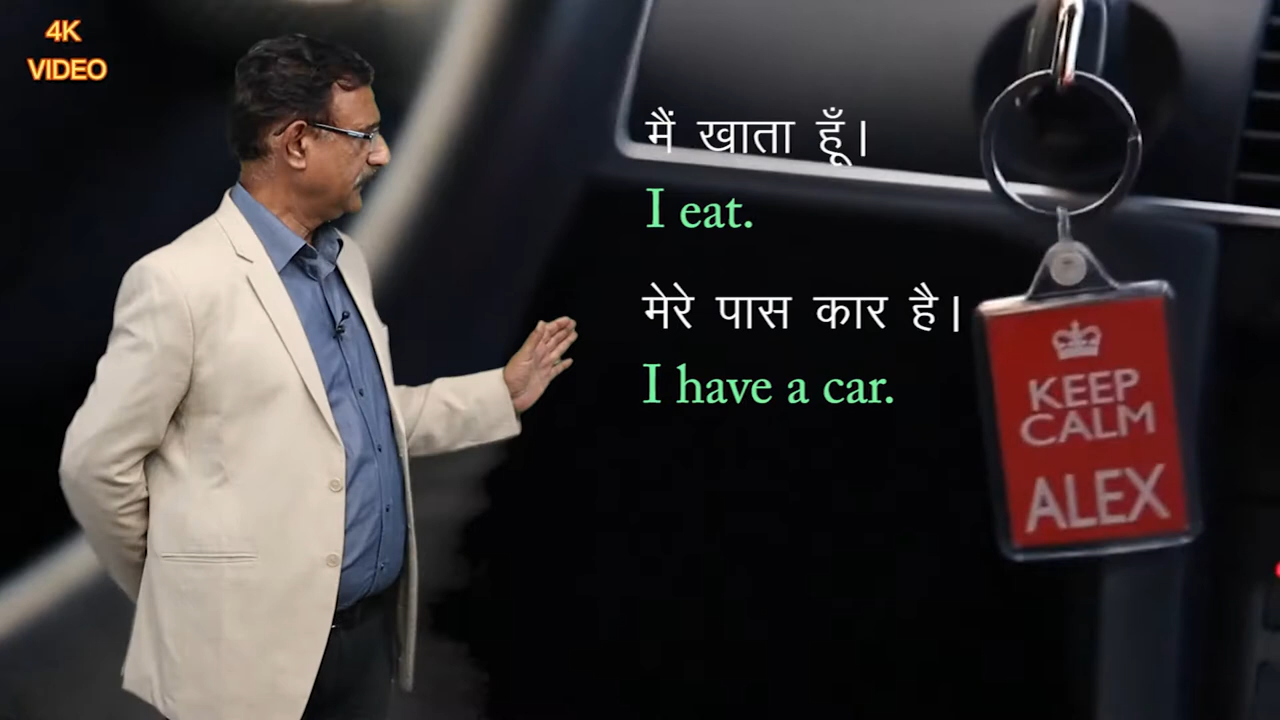 4K
VIDEO
मैं खाता हूँ।
I eat.
मेरे पास कार है।
I have a car.
KEEP
CALM
ALEX